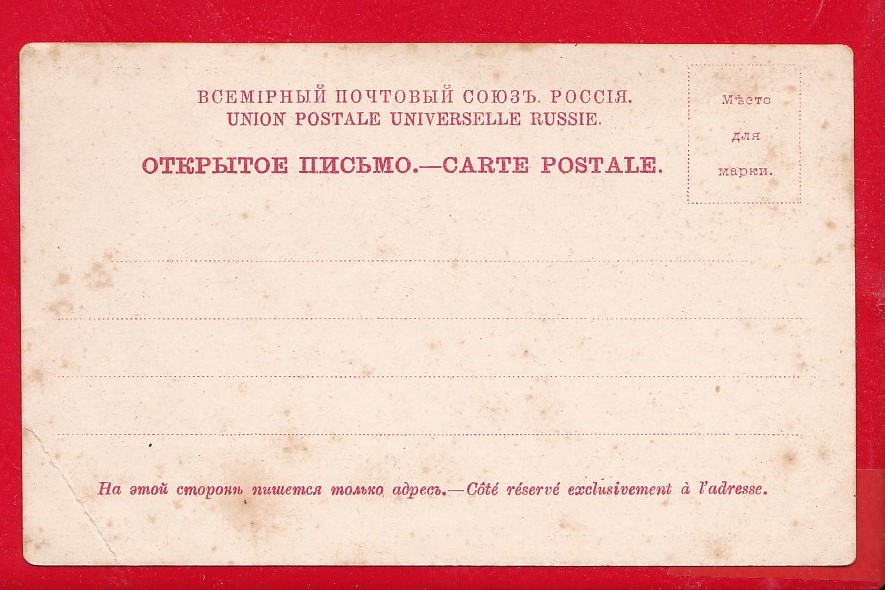 ВСЕМІРНЫЙ ПОЧТОВЫЙ СОЮЗЪ. РОССІЯ.
UNION POSTALE UNIVERSELLE RUSSIE.
ОТКРЫТОЕ ПИСЬМО.—CARTE POSTALE.
Мѣсто
для
марки.
На этой сторонѣ пишется только адресъ.—Côté réservé exclusivement à l'adresse.